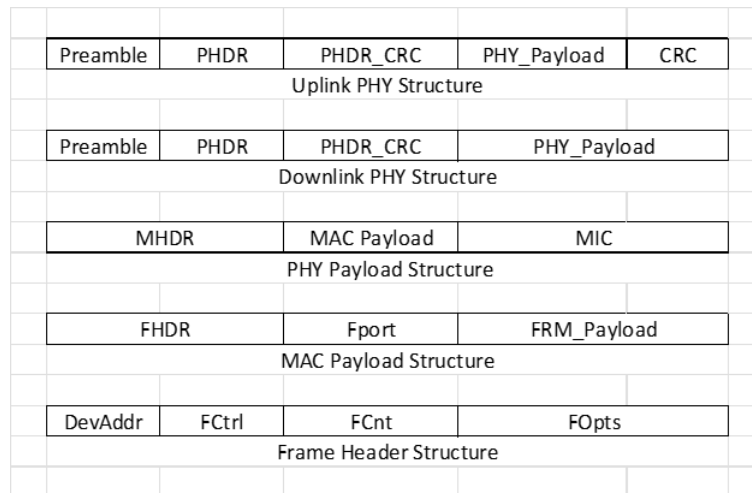 Preamble PHDR PHDR_CRC PHY_Payload CRC
Uplink PHY Structure
Preamble PHDR PHDR_CRC PHY_Payload
Downlink PHY Structure
MHDR MAC Payload MIC
PHY Payload Structure
FHDR Fport FRM_Payload
MAC Payload Structure
DevAddr FCtrl FCnt FOpts
Frame Header Structure